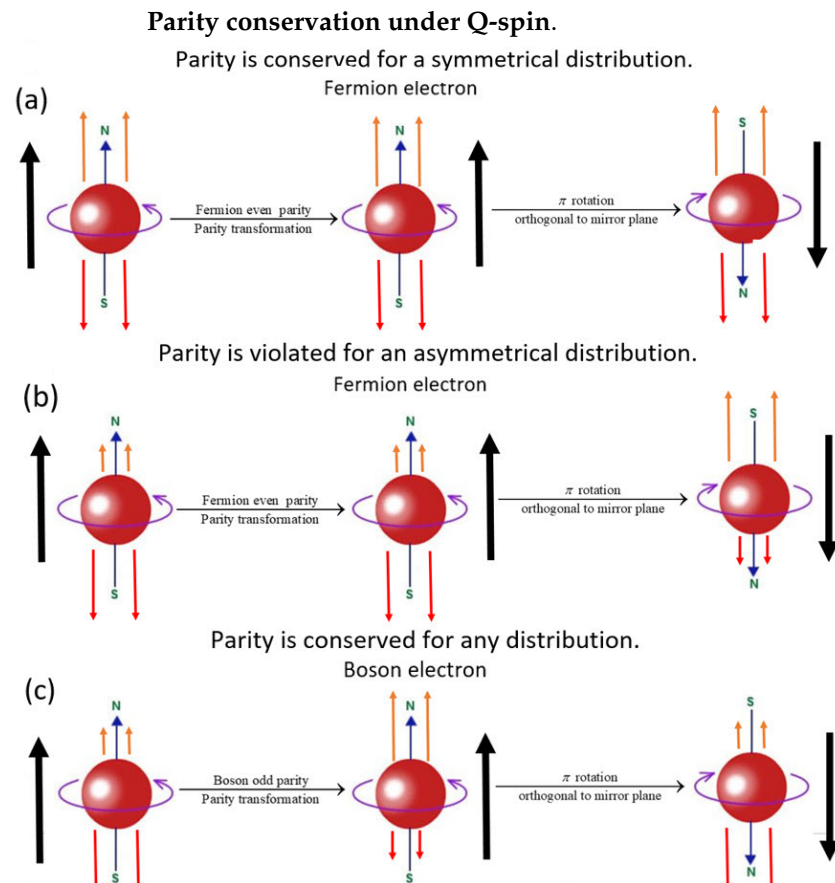 Parity conservation under Q-spin.
Parity is conserved for a symmetrical distribution.
Fermion electron
(a)
N
N
S
Fermion even parity
Parity transformation
π rotation
orthogonal to mirror plane
S
S
N
Parity is violated for an asymmetrical distribution.
Fermion electron
(b)
N
N
S
Fermion even parity
Parity transformation
π rotation
orthogonal to mirror plane
S
S
N
Parity is conserved for any distribution.
Boson electron
(c)
N
N
S
Boson odd parity
Parity transformation
π rotation
orthogonal to mirror plane
S
S
N